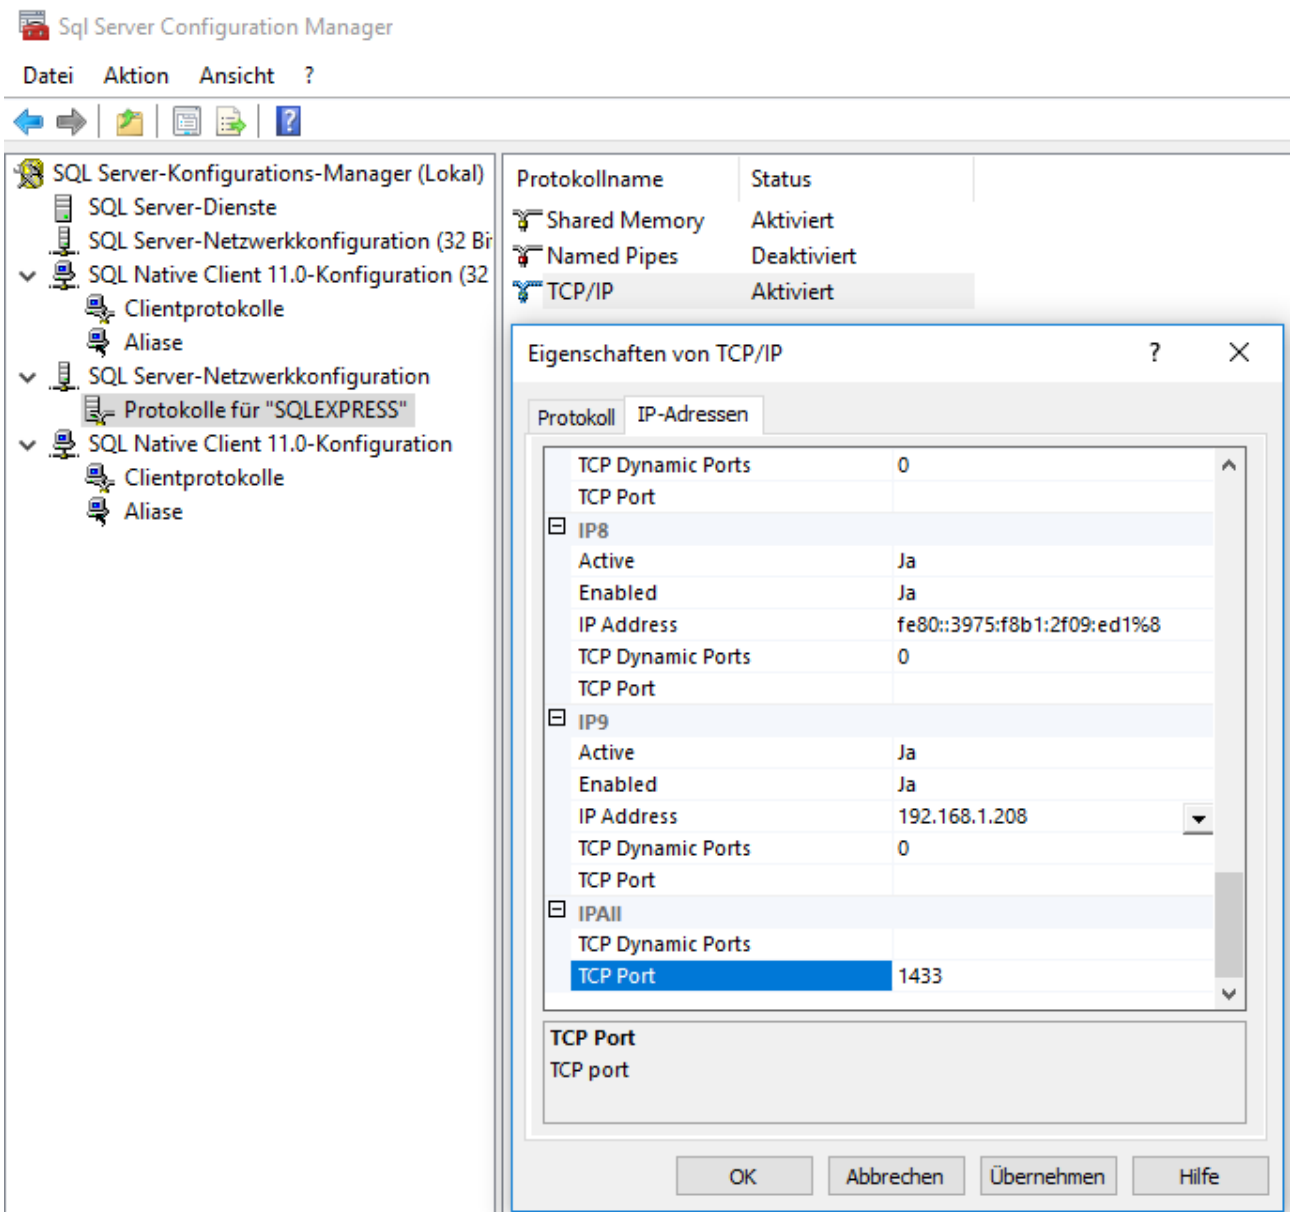 Sql Server Configuration Manager
Datei Aktion Ansicht ?
?
SQL Server-Konfigurations-Manager (Lokal)
SQL Server-Dienste
SQL Server-Netzwerkkonfiguration (32 Bi
SQL Native Client 11.0-Konfiguration (32
Clientprotokolle
Aliase
SQL Server-Netzwerkkonfiguration
Protokolle für "SQLEXPRESS"
SQL Native Client 11.0-Konfiguration
Clientprotokolle
Aliase
Protokollname Status
Shared Memory Aktiviert
Named Pipes Deaktiviert
TCP/IP Aktiviert
Eigenschaften von TCP/IP ?
Protokoll IP-Adressen
TCP Dynamic Ports 0
TCP Port
IP8
Active Ja
Enabled Ja
IP Address fe80::3975:f8b1:2f09:ed1%8
TCP Dynamic Ports 0
TCP Port
IP9
Active Ja
Enabled Ja
IP Address 192.168.1.208
TCP Dynamic Ports 0
TCP Port
IPAll
TCP Dynamic Ports
TCP Port 1433
TCP Port
TCP port
OK Abbrechen Übernehmen Hilfe